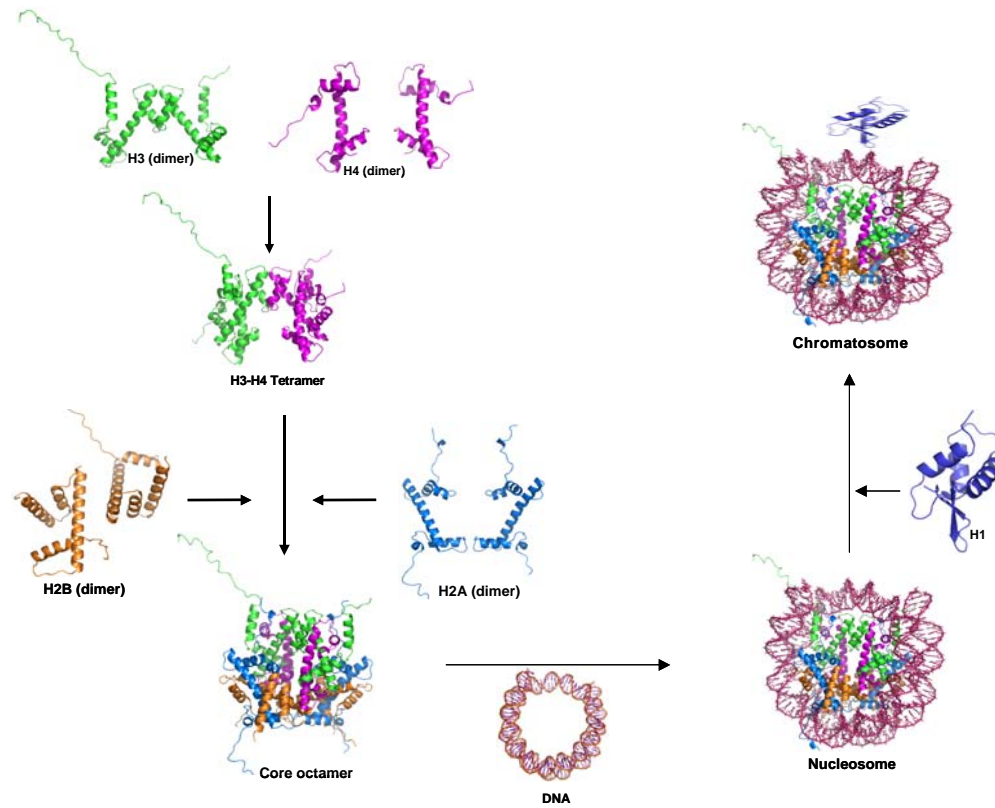 H3 (dimer)
H4 (dimer)
H3-H4 Tetramer
H2B (dimer)
H2A (dimer)
Core octamer
DNA
Nucleosome
H1
Chromatosome